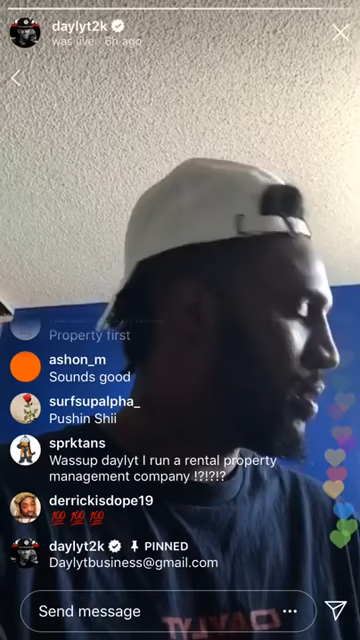 daylyt2k
was live · 6h ago
Property first
ashon_m
Sounds good
surfsupalpha_
Pushin Shii
sprktans
Wassup daylyt I run a rental property
management company !?!?!?
derrickisdope19
💯 💯 💯
daylyt2k PINNED
Daylytbusiness@gmail.com
Send message